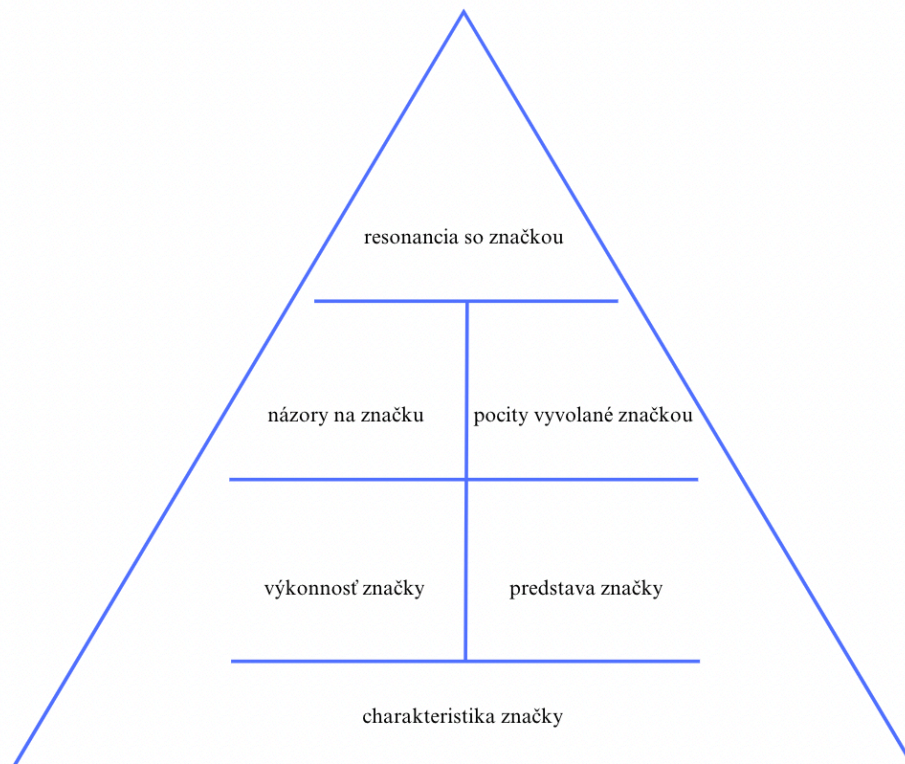 resonancia so značkou
názory na značku
pocity vyvolané značkou
výkonnosť značky
predstava značky
charakteristika značky